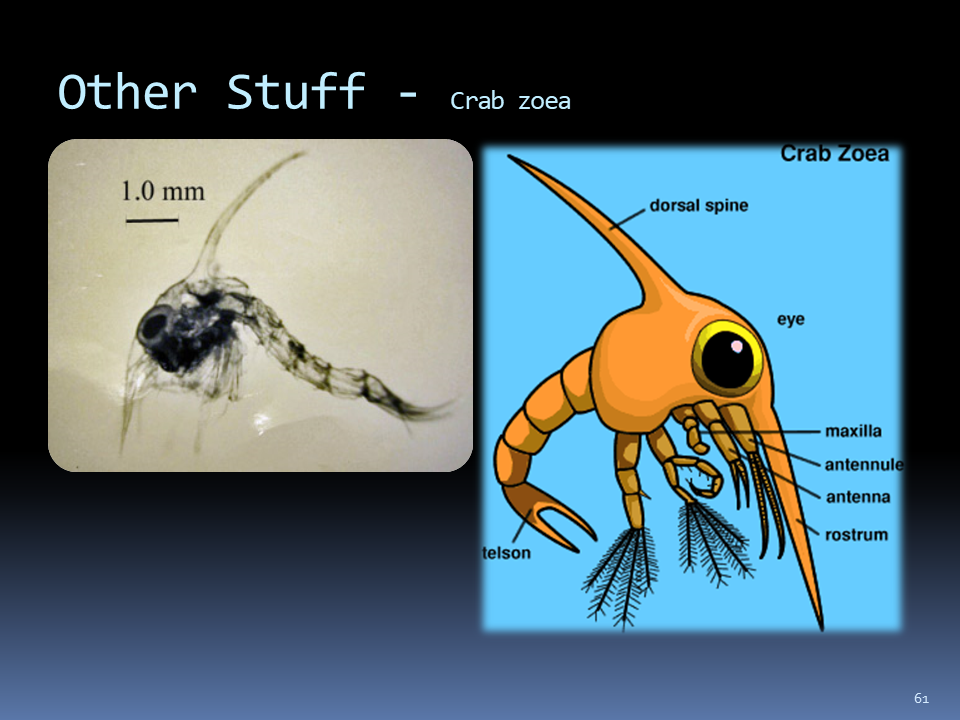 Other Stuff - Crab zoea
1.0 mm
Crab Zoea
dorsal spine
eye
maxilla
antennule
antenna
rostrum
telson
61